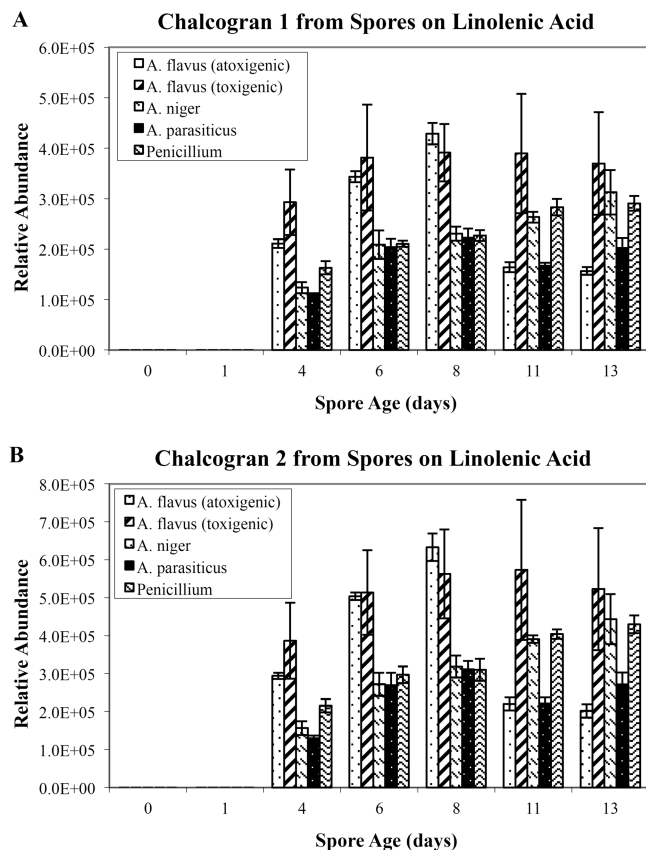 A
Chalcogran 1 from Spores on Linolenic Acid
6.0E+05
5.0E+05
4.0E+05
3.0E+05
2.0E+05
1.0E+05
0.0E+00
Relative Abundance
A. flavus (atoxigenic)
A. flavus (toxigenic)
A. niger
A. parasiticus
Penicillium
0 1 4 6 8 11 13
Spore Age (days)
B
Chalcogran 2 from Spores on Linolenic Acid
8.0E+05
7.0E+05
6.0E+05
5.0E+05
4.0E+05
3.0E+05
2.0E+05
1.0E+05
0.0E+00
Relative Abundance
A. flavus (atoxigenic)
A. flavus (toxigenic)
A. niger
A. parasiticus
Penicillium
0 1 4 6 8 11 13
Spore Age (days)